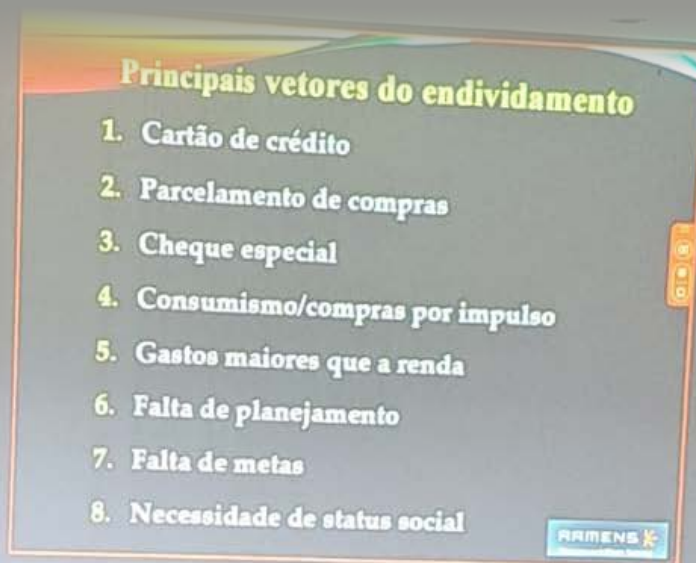 Principais vetores do endividamento
1. Cartão de crédito
2. Parcelamento de compras
3. Cheque especial
4. Consumismo/compras por impulso
5. Gastos maiores que a renda
6. Falta de planejamento
7. Falta de metas
8. Necessidade de status social
ARMENS